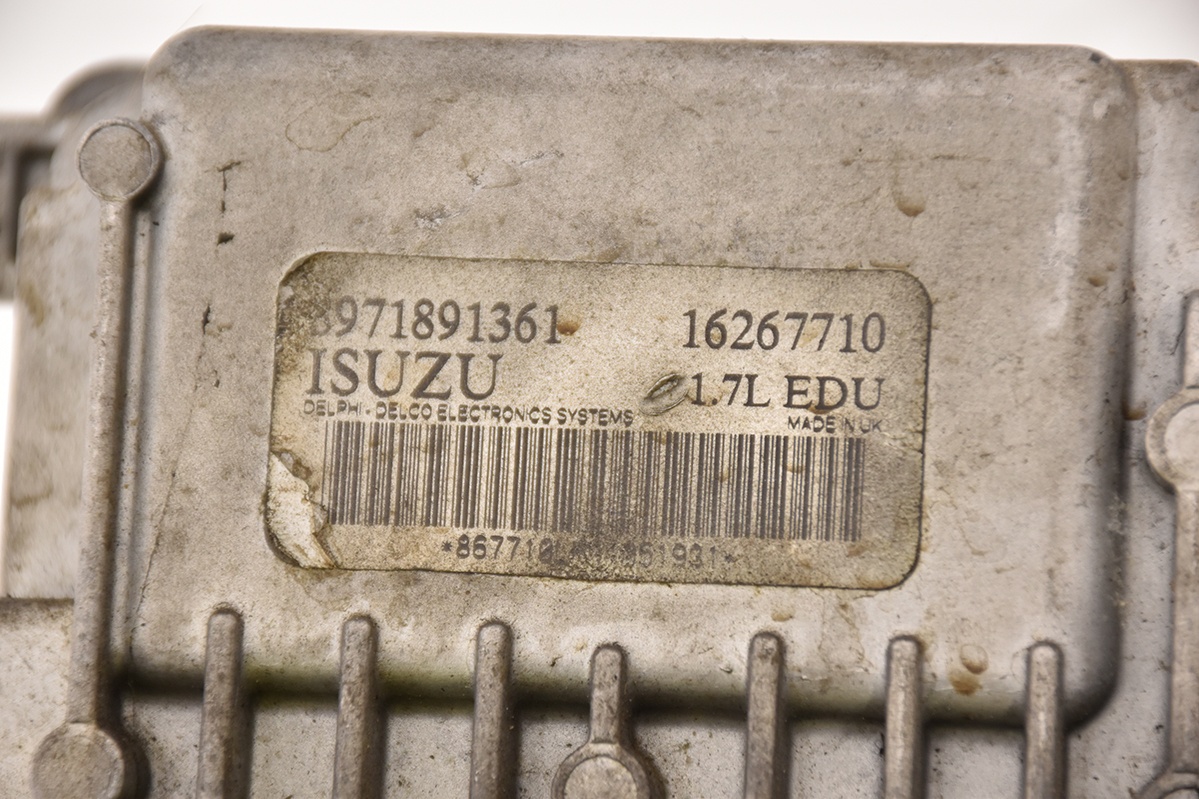 8971891361 16267710
ISUZU 1.7L EDU
DELPHI - DELCO ELECTRONICS SYSTEMS MADE IN UK